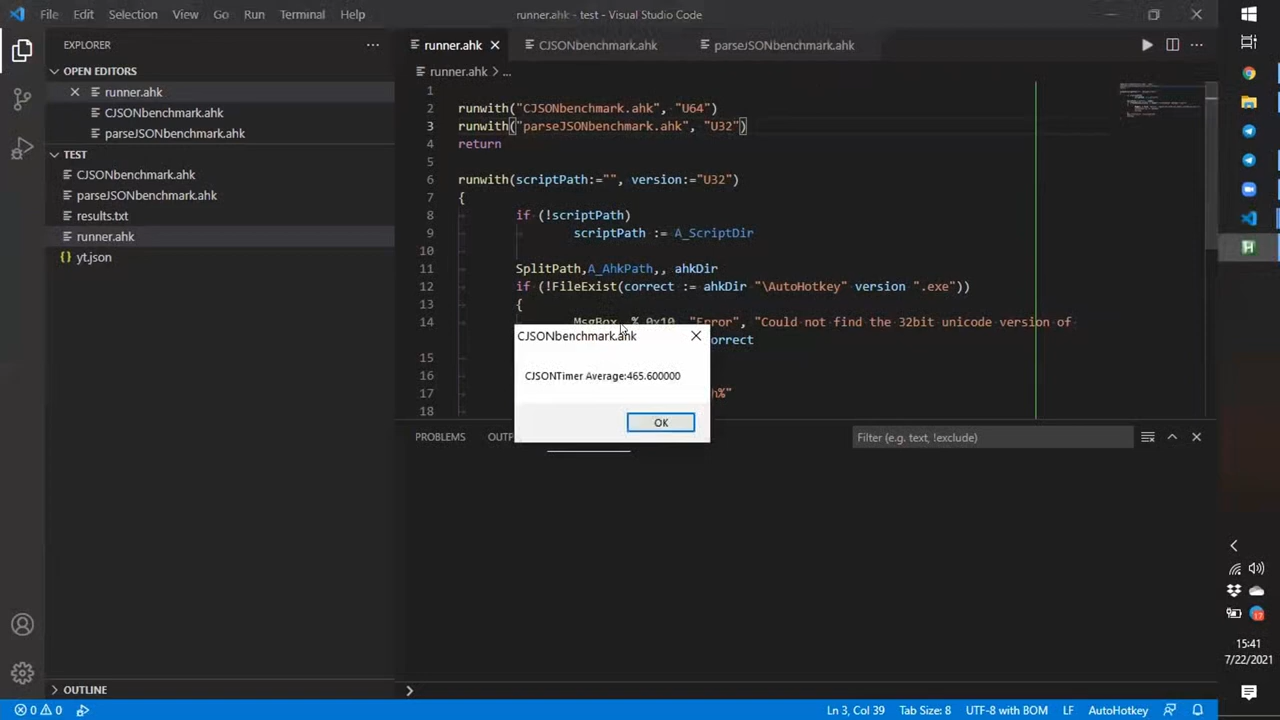 File Edit Selection View Go Run Terminal Help
runner.ahk - test - Visual Studio Code
EXPLORER
OPEN EDITORS
runner.ahk
CJSONbenchmark.ahk
parseJSONbenchmark.ahk
TEST
CJSONbenchmark.ahk
parseJSONbenchmark.ahk
results.txt
runner.ahk
{} yt.json
OUTLINE
runner.ahk CJSONbenchmark.ahk parseJSONbenchmark.ahk
runner.ahk > ...
1
2 runwith("CJSONbenchmark.ahk", "U64")
3 runwith("parseJSONbenchmark.ahk", "U32")
4 return
5
6 runwith(scriptPath:="", version:="U32")
7 {
8 if (!scriptPath)
9 scriptPath := A_ScriptDir
10
11 SplitPath,A_AhkPath,, ahkDir
12 if (!FileExist(correct := ahkDir "\AutoHotkey" version ".exe"))
13 {
14 MsgBox, % 0x10, "Error", "Could not find the 32bit unicode version of
correct
15
16
17 %"
18
CJSONbenchmark.ahk
CJSONTimer Average:465.600000
OK
PROBLEMS OUTP
Filter (e.g. text, !exclude)
>
0 0
Ln 3, Col 39 Tab Size: 8 UTF-8 with BOM LF AutoHotkey
17
15:41
7/22/2021